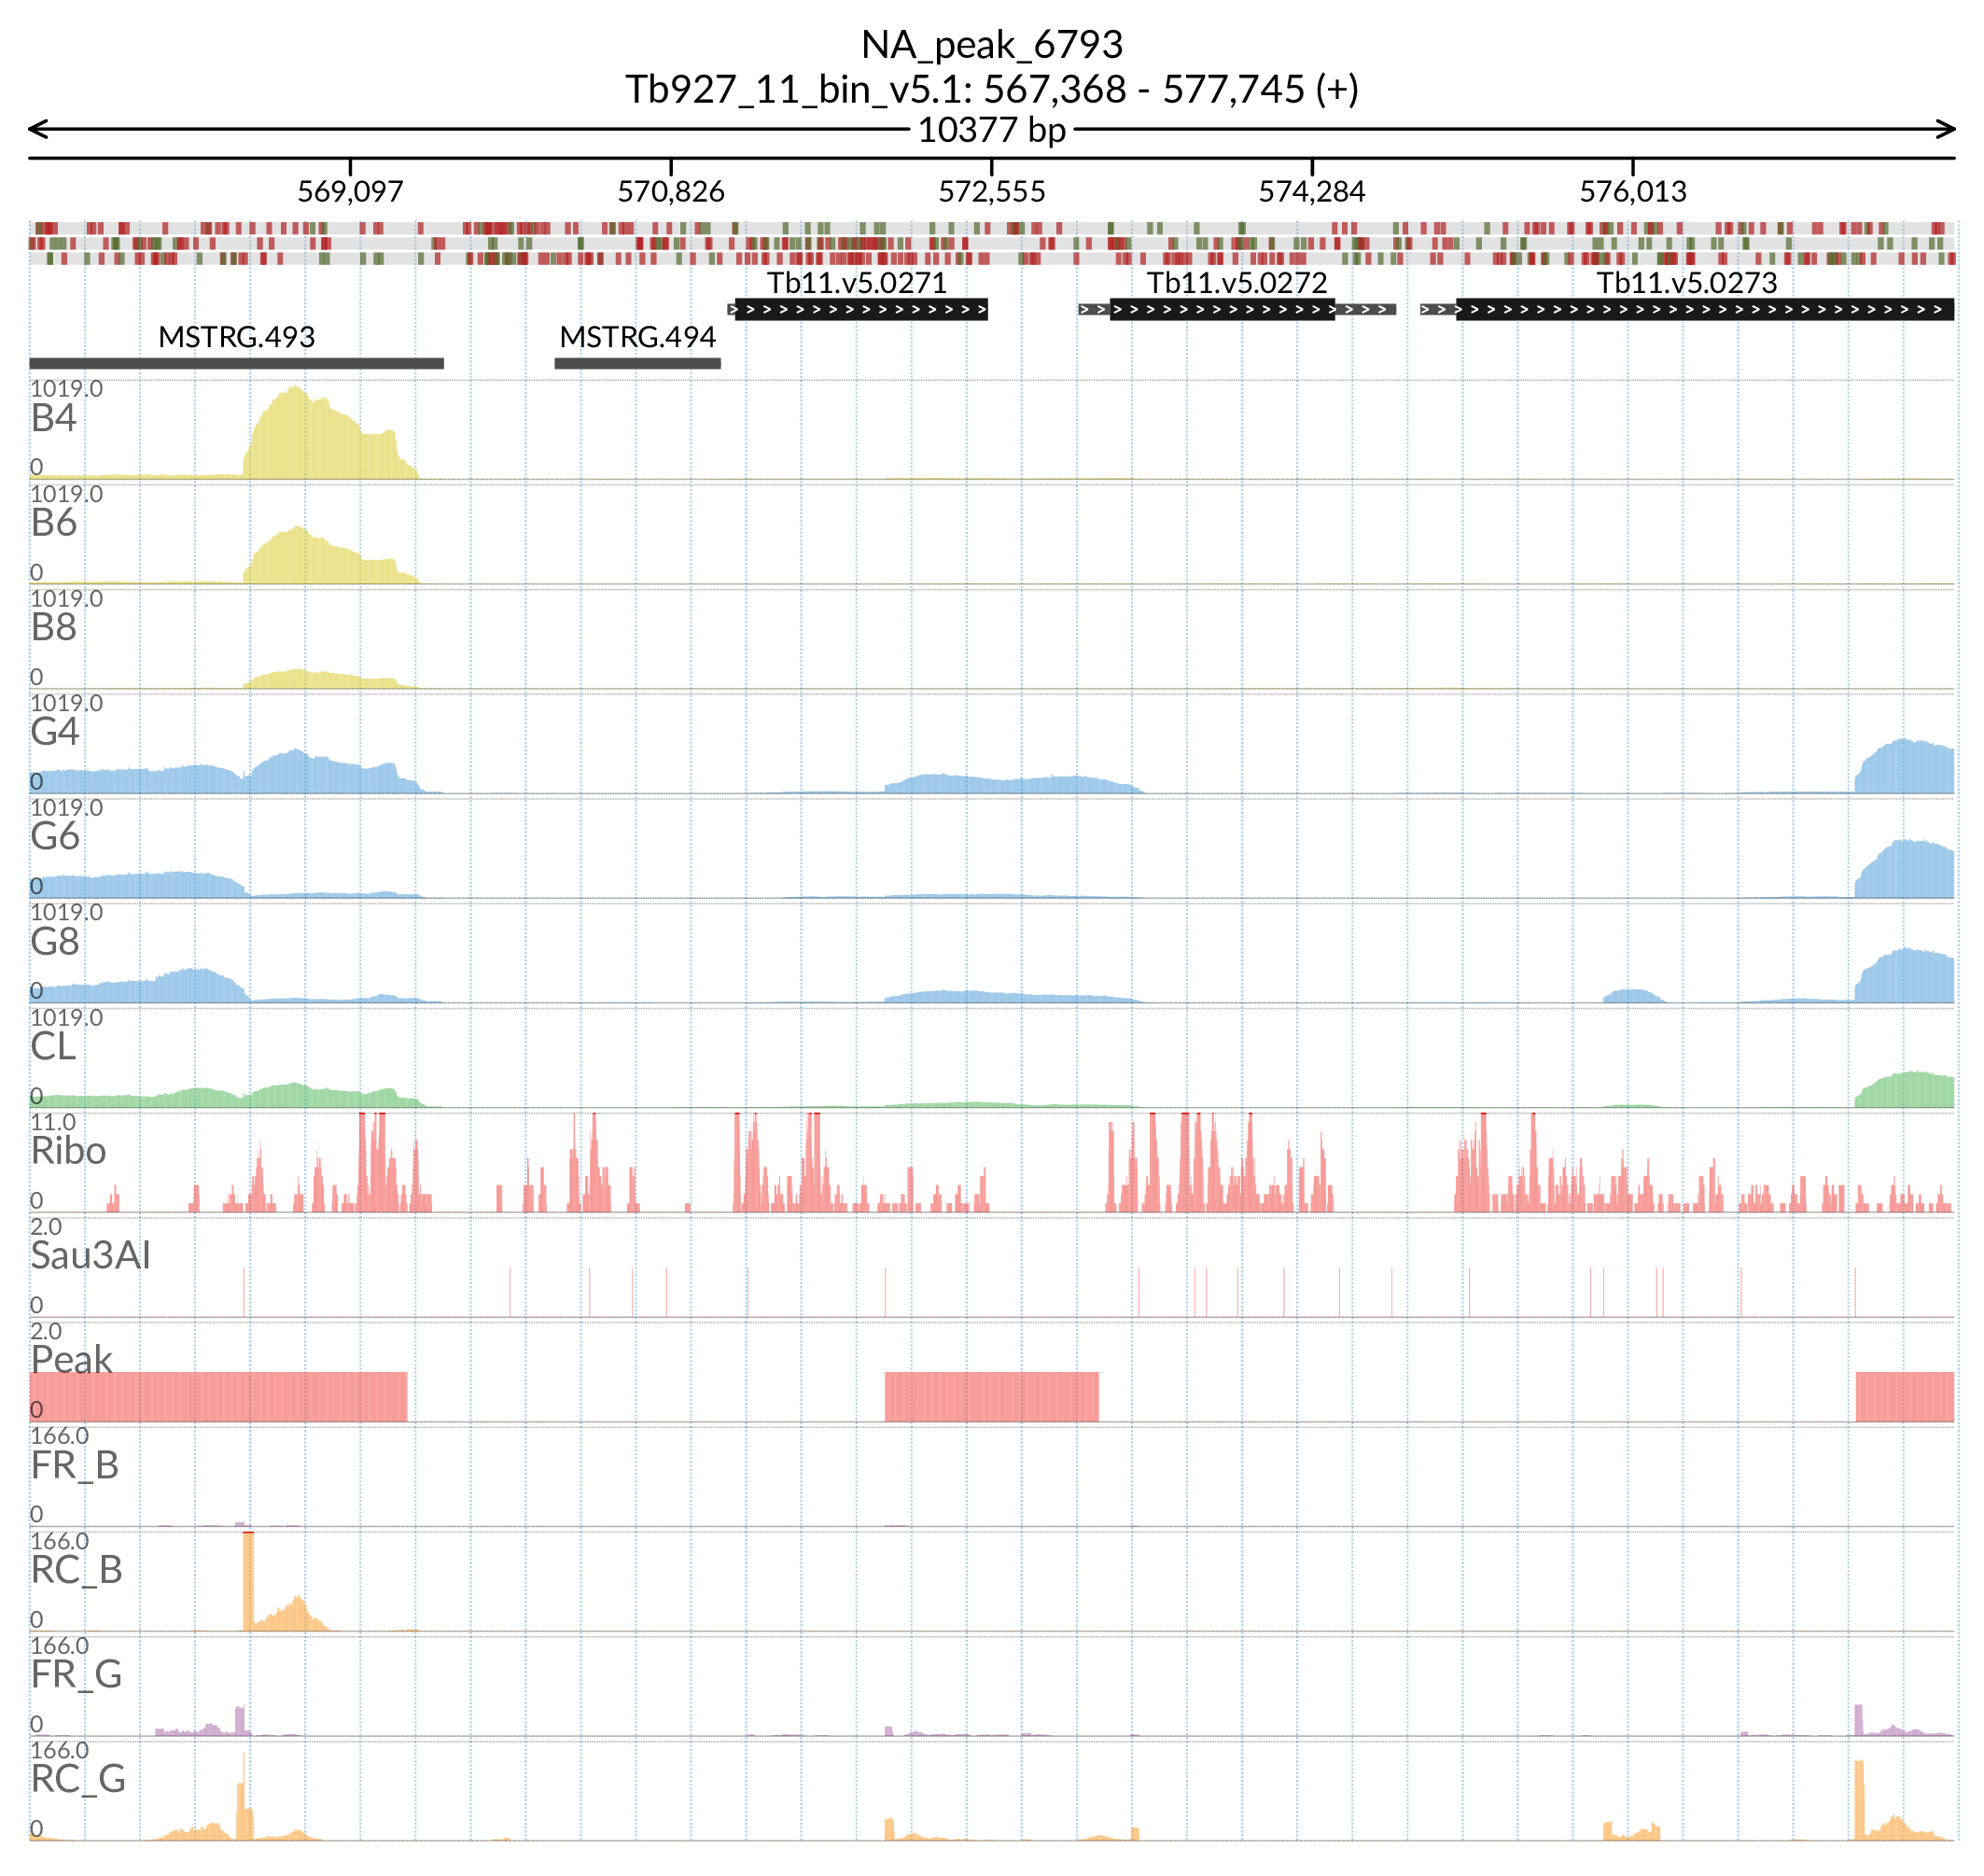 NA_peak_6793
Tb927_11_bin_v5.1: 567,368 - 577,745 (+)
10377 bp
569,097 570,826 572,555 574,284 576,013
Tb11.v5.0271 Tb11.v5.0272 Tb11.v5.0273
MSTRG.493 MSTRG.494
1019.0
B4
0
1019.0
B6
0
1019.0
B8
0
1019.0
G4
0
1019.0
G6
0
1019.0
G8
0
1019.0
CL
0
11.0
Ribo
0
2.0
Sau3AI
0
2.0
Peak
0
166.0
FR_B
0
166.0
RC_B
0
166.0
FR_G
0
166.0
RC_G
0